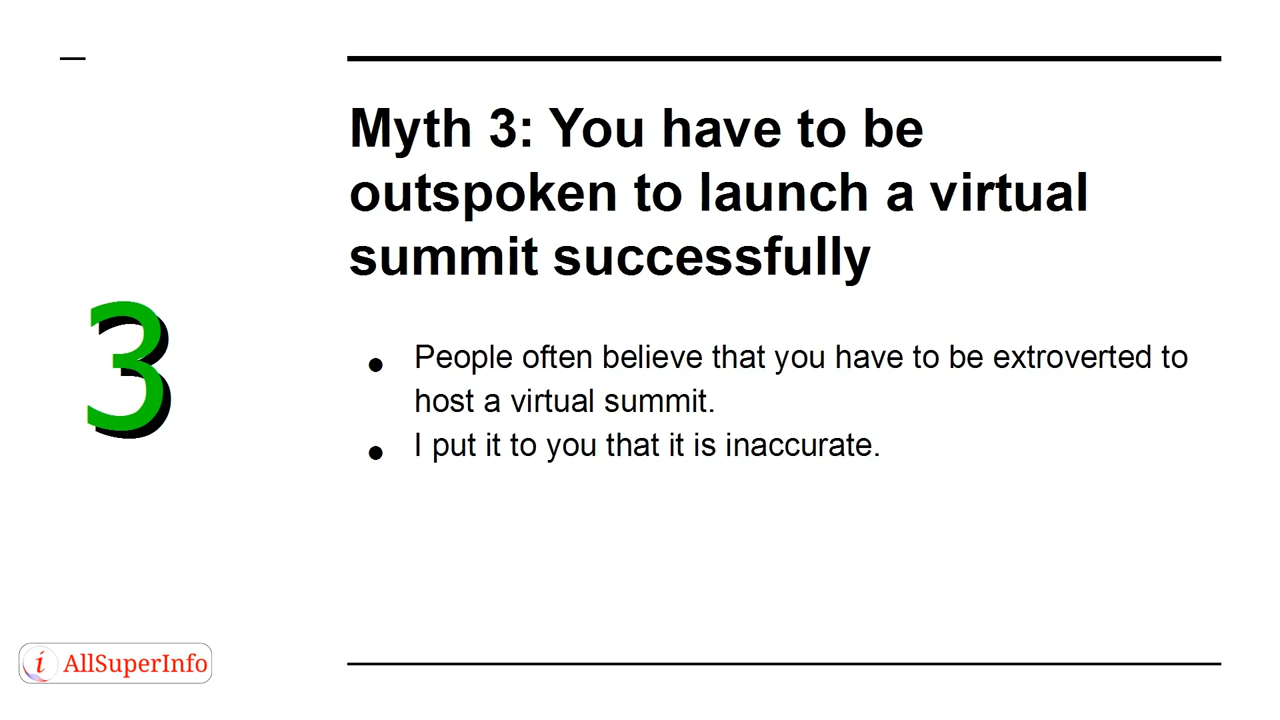 Myth 3: You have to be
outspoken to launch a virtual
summit successfully
3
• People often believe that you have to be extroverted to
host a virtual summit.
• I put it to you that it is inaccurate.
i AllSuperInfo